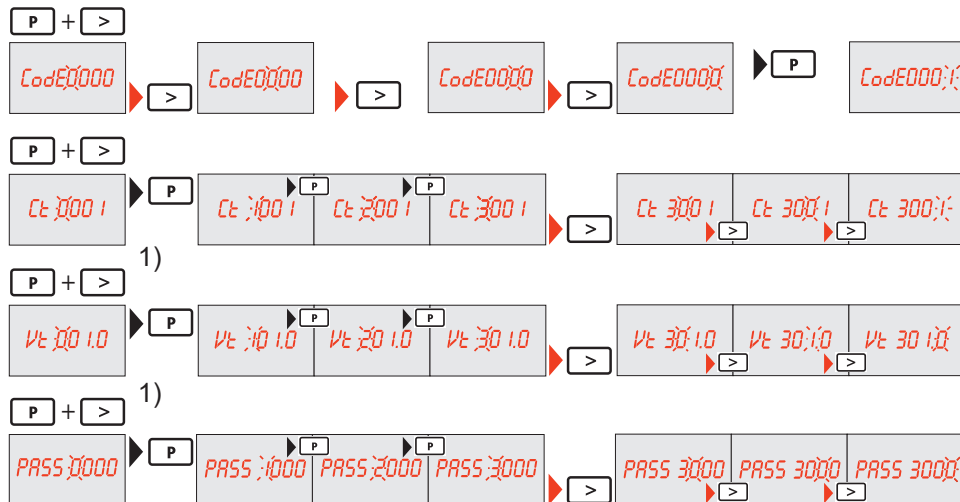 P + >
CodE0000 > CodE0000 > CodE0000 > CodE0000 P CodE0001
P + >
Ct 0001 P Ct 1001 P Ct 2001 P Ct 3001 > Ct 3001 > Ct 3001 > Ct 3001
1)
P + >
Vt 001.0 P Vt 101.0 P Vt 201.0 P Vt 301.0 > Vt 301.0 > Vt 301.0 > Vt 301.0
1)
P + >
PASS 0000 P PASS 1000 P PASS 2000 P PASS 3000 > PASS 3000 > PASS 3000 > PASS 3000